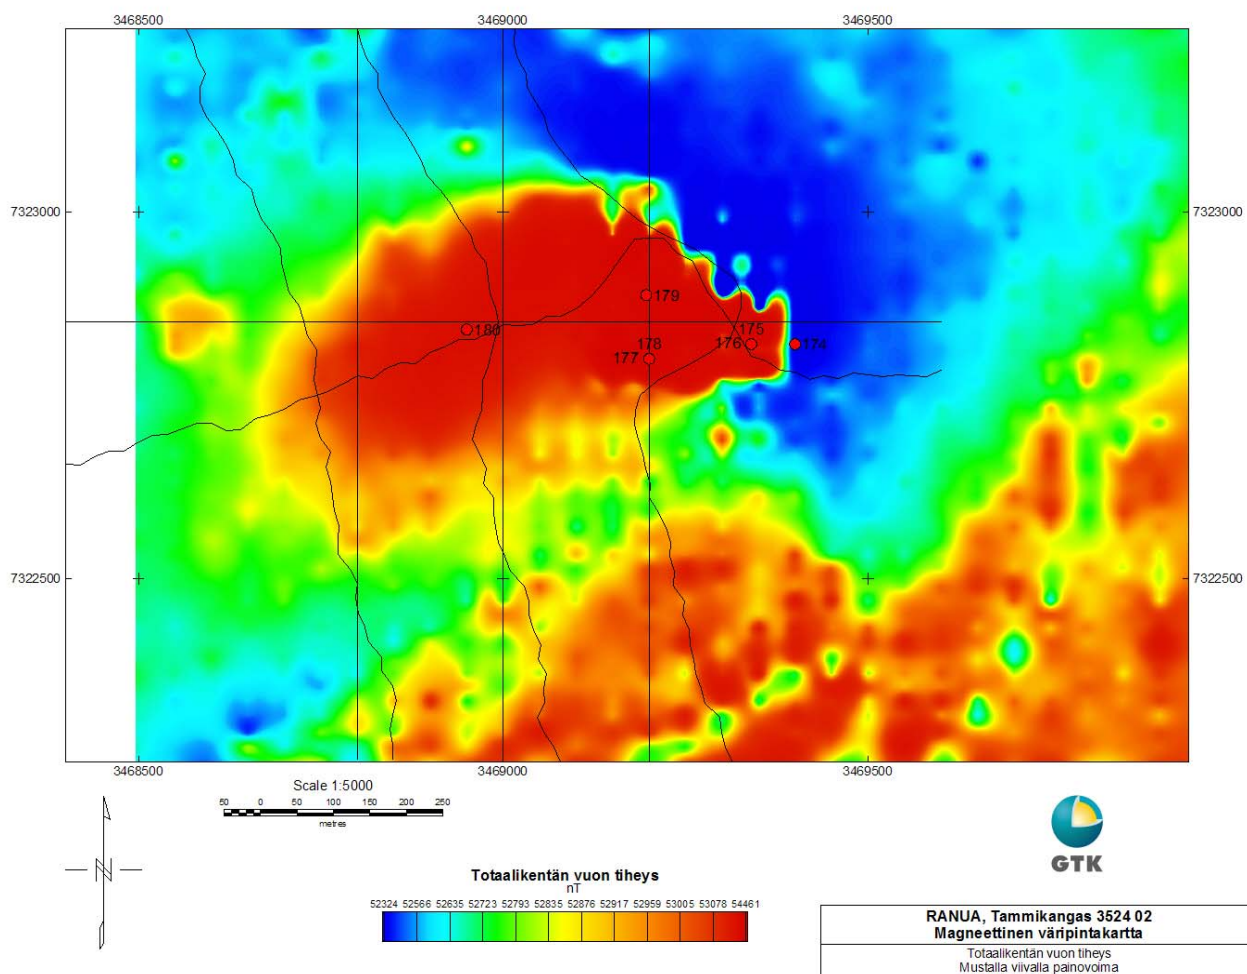 3468500 3469000 3469500
7323000 7323000
179
180 175
178 176 174
177
7322500 7322500
3468500 3469000 3469500
Scale 1:5000
50 0 50 100 150 200 250
metres
N
GTK
Totaalikentän vuon tiheys
nT
52324 52566 52635 52723 52793 52835 52876 52917 52959 53005 53078 54461
RANUA, Tammikangas 3524 02
Magneettinen väripintakartta
Totaalikentän vuon tiheys
Mustalla viivalla painovoima